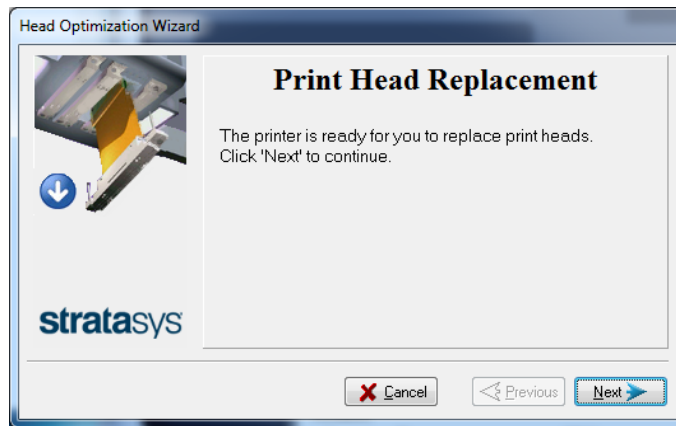 Head Optimization Wizard
Print Head Replacement
The printer is ready for you to replace print heads.
Click 'Next' to continue.
stratasys
Cancel
Previous
Next